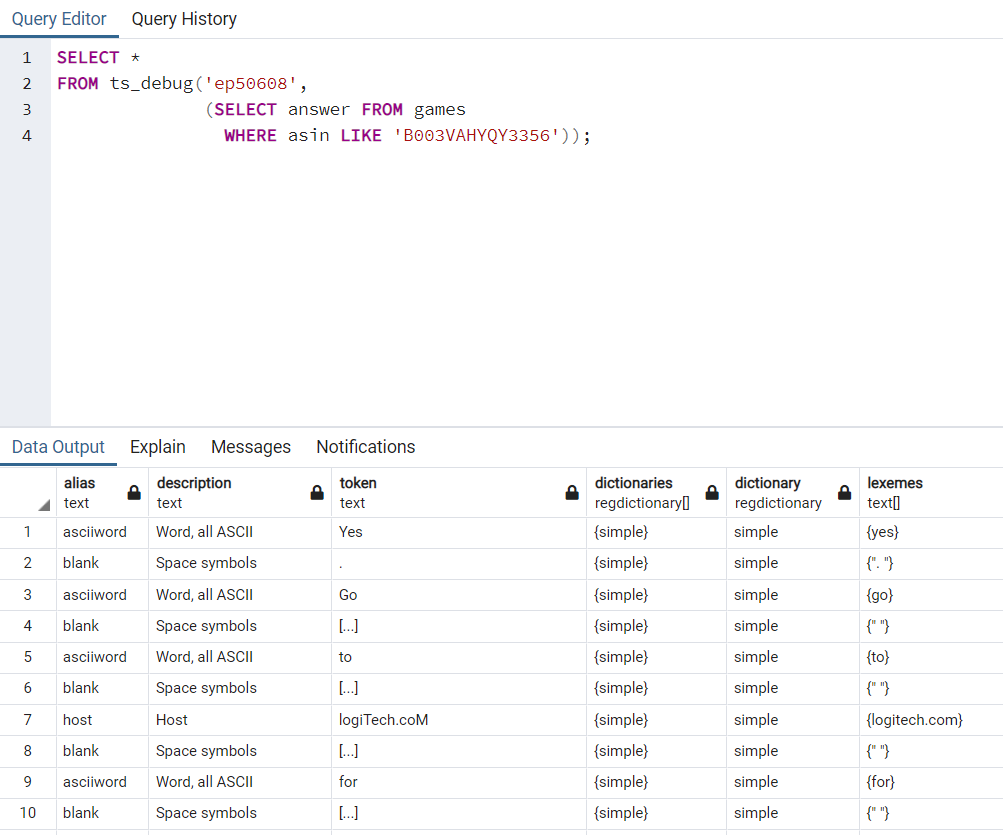 Query Editor Query History
1 SELECT *
2 FROM ts_debug('ep50608',
3 (SELECT answer FROM games
4 WHERE asin LIKE 'B003VAHYQY3356'));
Data Output Explain Messages Notifications
alias description token dictionaries dictionary lexemes
text text text regdictionary[] regdictionary text[]
1 asciiword Word, all ASCII Yes {simple} simple {yes}
2 blank Space symbols . {simple} simple {". "}
3 asciiword Word, all ASCII Go {simple} simple {go}
4 blank Space symbols [...] {simple} simple {" "}
5 asciiword Word, all ASCII to {simple} simple {to}
6 blank Space symbols [...] {simple} simple {" "}
7 host Host logiTech.coM {simple} simple {logitech.com}
8 blank Space symbols [...] {simple} simple {" "}
9 asciiword Word, all ASCII for {simple} simple {for}
10 blank Space symbols [...] {simple} simple {" "}